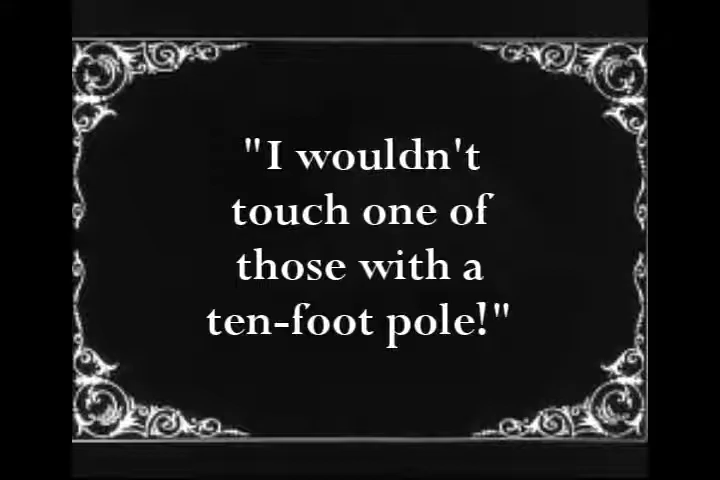 "I wouldn't
touch one of
those with a
ten-foot pole!"